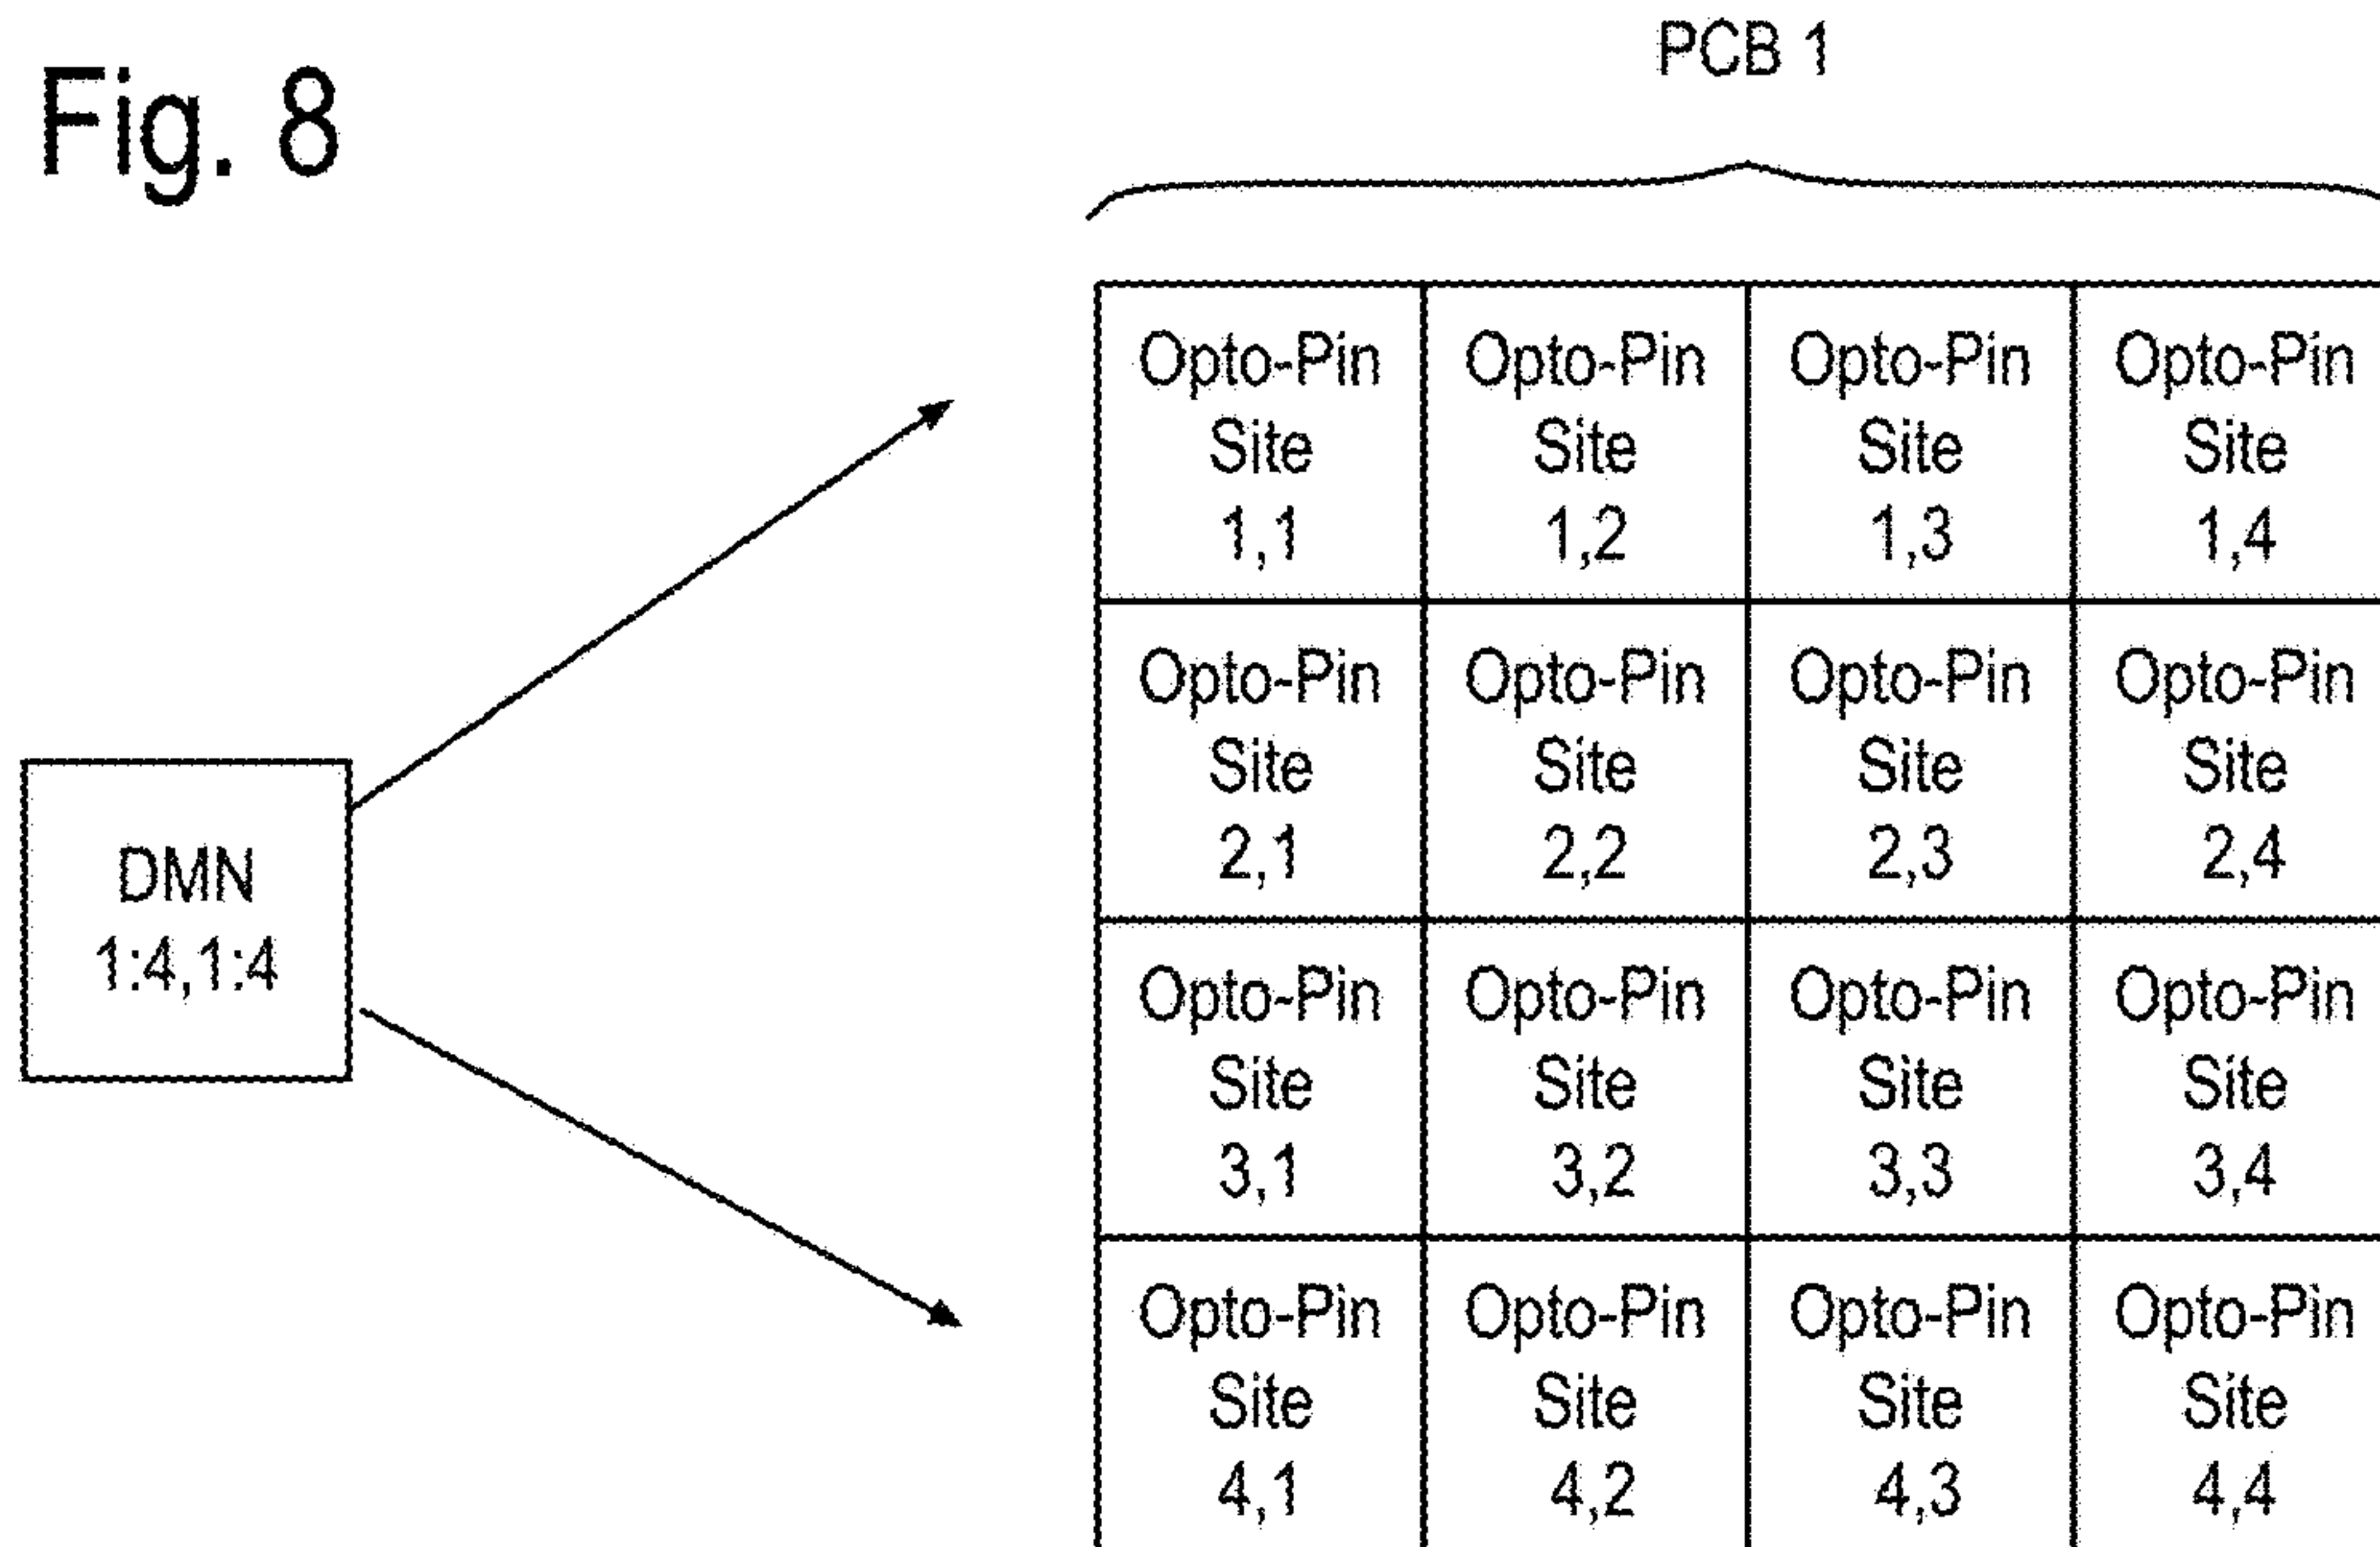 Fig. 8
PCB 1
Opto-Pin Opto-Pin Opto-Pin Opto-Pin
Site Site Site Site
1,1 1,2 1,3 1,4
Opto-Pin Opto-Pin Opto-Pin Opto-Pin
Site Site Site Site
2,1 2,2 2,3 2,4
DMN
1:4,1:4
Opto-Pin Opto-Pin Opto-Pin Opto-Pin
Site Site Site Site
3,1 3,2 3,3 3,4
Opto-Pin Opto-Pin Opto-Pin Opto-Pin
Site Site Site Site
4,1 4,2 4,3 4,4